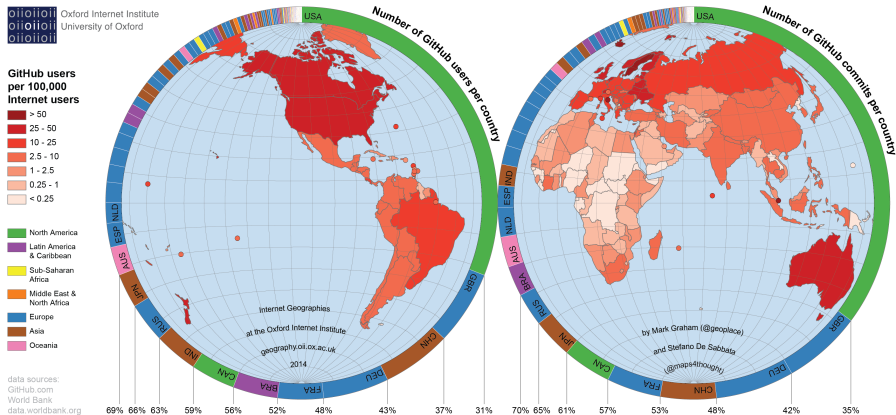 oiioiioii
oiioiioii
oiioiioii
Oxford Internet Institute
University of Oxford
GitHub users
per 100,000
Internet users
> 50
25 - 50
10 - 25
2.5 - 10
1 - 2.5
0.25 - 1
< 0.25
North America
Latin America
& Caribbean
Sub-Saharan
Africa
Middle East &
North Africa
Europe
Asia
Oceania
data sources:
GitHub.com
World Bank
data.worldbank.org
Number of GitHub users per country
USA
GBR
CHN
DEU
FRA
BRA
CAN
IND
RUS
JPN
AUS
ESP
NLD
Internet Geographies
at the Oxford Internet Institute
geography.oii.ox.ac.uk
2014
69% 66% 63% 59% 56% 52% 48% 43% 37% 31%
Number of GitHub commits per country
USA
GBR
DEU
CHN
FRA
CAN
JPN
RUS
BRA
AUS
NLD
ESP
IND
by Mark Graham (@geoplace)
and Stefano De Sabbata
(@maps4thought)
70% 65% 61% 57% 53% 48% 42% 35%